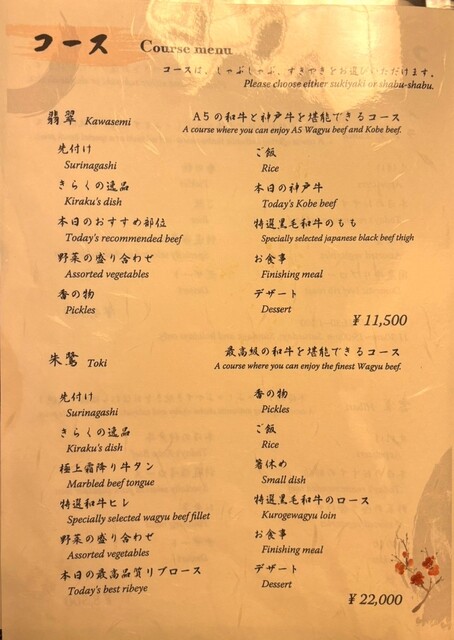 コース Course menu
コースは、しゃぶしゃぶ、すきやきをお選びいただけます。
Please choose either sukiyaki or shabu-shabu.
翡翠 Kawasemi
A5の和牛と神戸牛を堪能できるコース
A course where you can enjoy A5 Wagyu beef and Kobe beef.
先付け
Surinagashi
きらくの逸品
Kiraku's dish
本日のおすすめ部位
Today's recommended beef
野菜の盛り合わせ
Assorted vegetables
香の物
Pickles
ご飯
Rice
本日の神戸牛
Today's Kobe beef
特選黒毛和牛のもも
Specially selected japanese black beef thigh
お食事
Finishing meal
デザート
Dessert
¥11,500
朱鷺 Toki
最高級の和牛を堪能できるコース
A course where you can enjoy the finest Wagyu beef.
先付け
Surinagashi
きらくの逸品
Kiraku's dish
極上霜降り牛タン
Marbled beef tongue
特選和牛ヒレ
Specially selected wagyu beef fillet
野菜の盛り合わせ
Assorted vegetables
本日の最高品質リブロース
Today's best ribeye
香の物
Pickles
ご飯
Rice
箸休め
Small dish
特選黒毛和牛のロース
Kurogewagyu loin
お食事
Finishing meal
デザート
Dessert
¥22,000